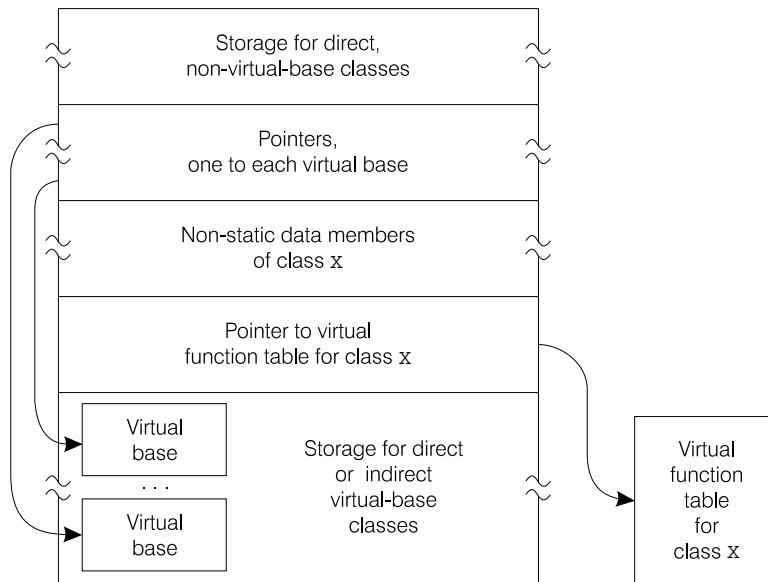 Storage for direct,
non-virtual-base classes
Pointers,
one to each virtual base
Non-static data members
of class X
Pointer to virtual
function table for class X
Virtual
base
. . .
Virtual
base
Storage for direct
or indirect
virtual-base
classes
Virtual
function
table
for
class X